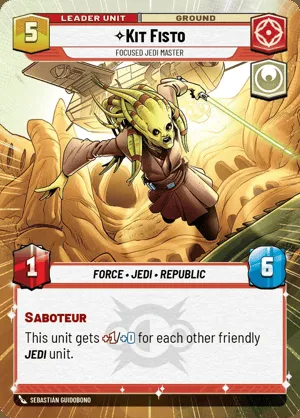 LEADER UNIT GROUND
5
✧KIT FISTO
FOCUSED JEDI MASTER
1
FORCE • JEDI • REPUBLIC
6
SABOTEUR
This unit gets +1/+0 for each other friendly
JEDI unit.
SEBASTIAN GUIDOBONO